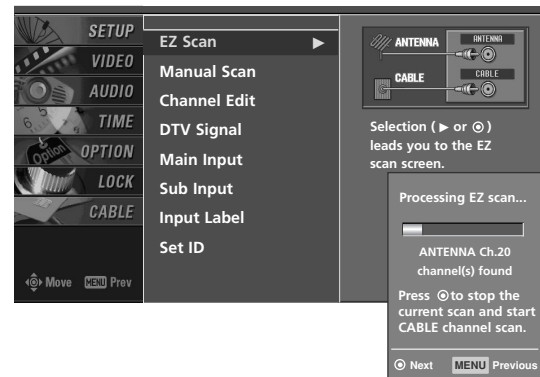 SETUP
VIDEO
AUDIO
TIME
Option OPTION
LOCK
CABLE
Move MENU Prev
EZ Scan ▶
Manual Scan
Channel Edit
DTV Signal
Main Input
Sub Input
Input Label
Set ID
ANTENNA ANTENNA
CABLE CABLE
Selection ( ▶ or ◉ )
leads you to the EZ
scan screen.
Processing EZ scan...
ANTENNA Ch.20
channel(s) found
Press ◉ to stop the
current scan and start
CABLE channel scan.
◉ Next MENU Previous